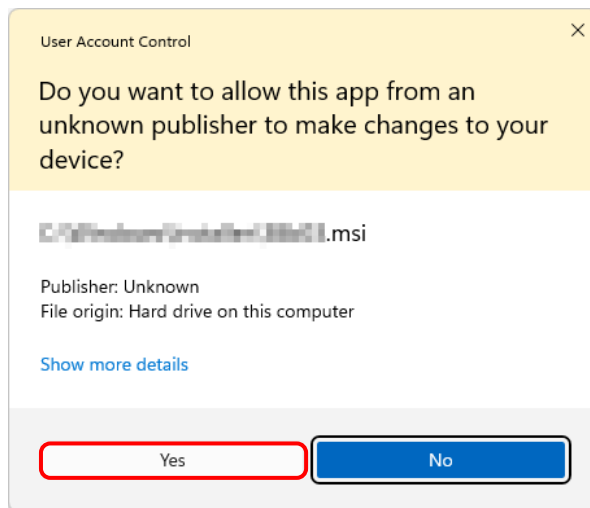 User Account Control
Do you want to allow this app from an
unknown publisher to make changes to your
device?
.msi
Publisher: Unknown
File origin: Hard drive on this computer
Show more details
Yes
No